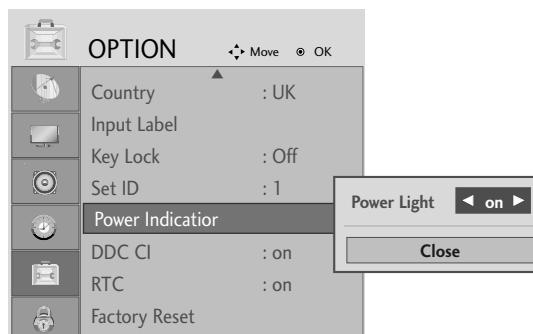 OPTION Move OK
Country : UK
Input Label
Key Lock : Off
Set ID : 1
Power Light ◄ on ►
Power Indicatior
DDC CI : on
Close
RTC : on
Factory Reset